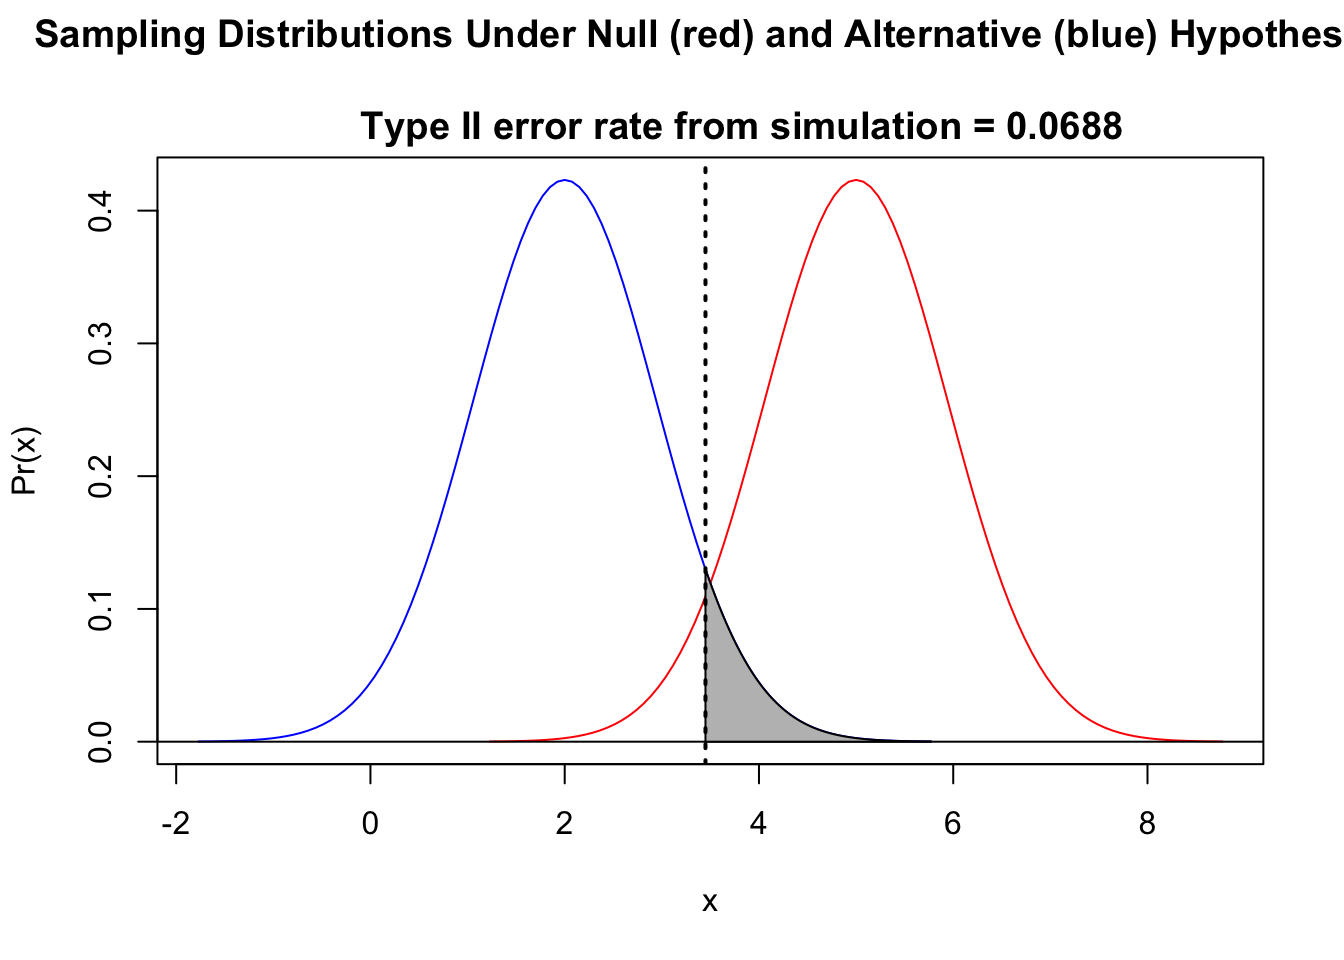 Sampling Distributions Under Null (red) and Alternative (blue) Hypothes
Type II error rate from simulation = 0.0688
Pr(x)
0.4
0.3
0.2
0.1
0.0
-2 0 2 4 6 8
x